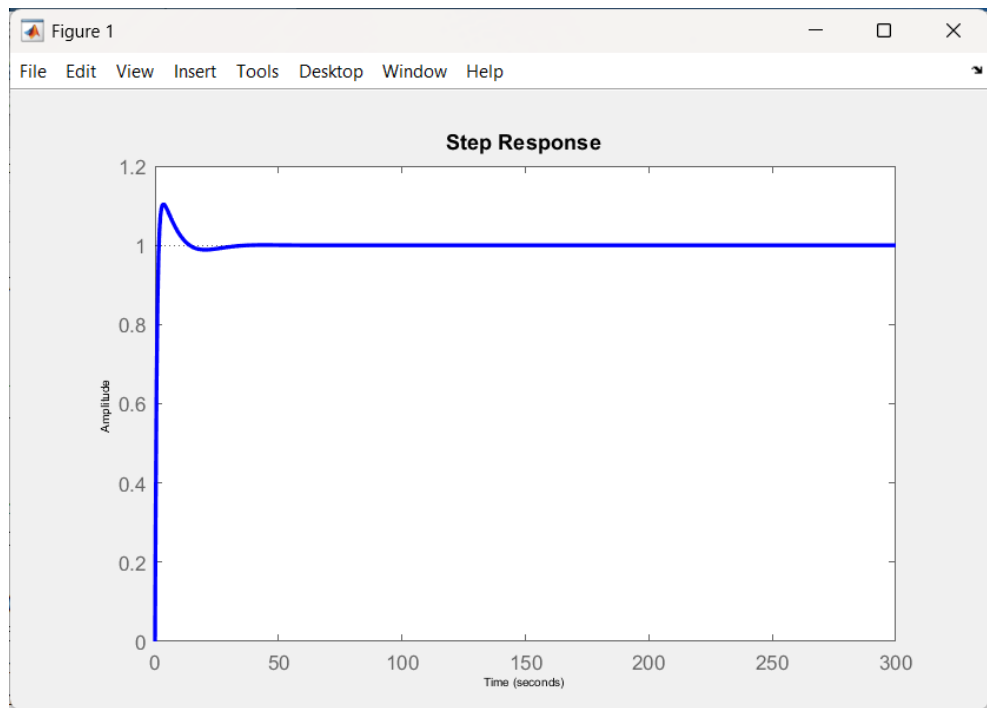 Figure 1
File Edit View Insert Tools Desktop Window Help
Step Response
1.2
1
0.8
0.6
0.4
0.2
0
Amplitude
0 50 100 150 200 250 300
Time (seconds)